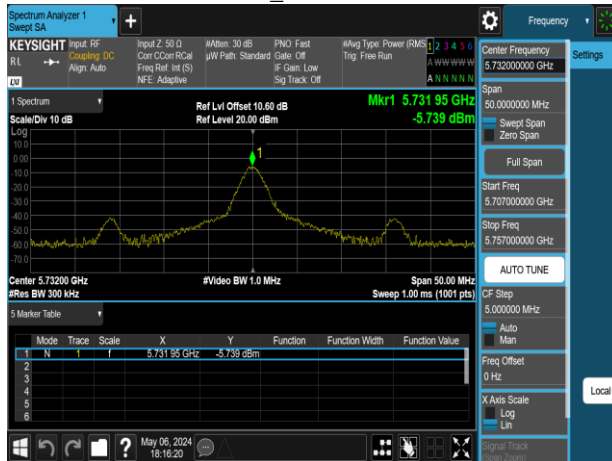 Spectrum Analyzer 1
Swept SA
Frequency
KEYSIGHT
RL
Input: RF
Coupling: DC
Align: Auto
Input Z: 50 Ω
Corr CCorr RCal
Freq Ref: Int (S)
NFE: Adaptive
#Atten: 30 dB
µW Path: Standard
PNO: Fast
Gate: Off
IF Gain: Low
Sig Track: Off
#Avg Type: Power (RMS)
Trig: Free Run
1 2 3 4 5 6
A W W W W W
A N N N N N
LXI
1 Spectrum
Scale/Div 10 dB
Ref Lvl Offset 10.60 dB
Ref Level 20.00 dBm
Mkr1 5.731 95 GHz
-5.739 dBm
Log
10.0
0.00
-10.0
-20.0
-30.0
-40.0
-50.0
-60.0
-70.0
1
Center 5.73200 GHz
#Res BW 300 kHz
#Video BW 1.0 MHz
Span 50.00 MHz
Sweep 1.00 ms (1001 pts)
5 Marker Table
Mode Trace Scale X Y Function Function Width Function Value
1 N 1 f 5.731 95 GHz -5.739 dBm
2
3
4
5
6
May 06, 2024
18:16:20
Center Frequency
5.732000000 GHz
Span
50.0000000 MHz
Swept Span
Zero Span
Full Span
Start Freq
5.707000000 GHz
Stop Freq
5.757000000 GHz
AUTO TUNE
CF Step
5.000000 MHz
Auto
Man
Freq Offset
0 Hz
X Axis Scale
Log
Lin
Signal Track
(Span Zoom)
Settings
Local